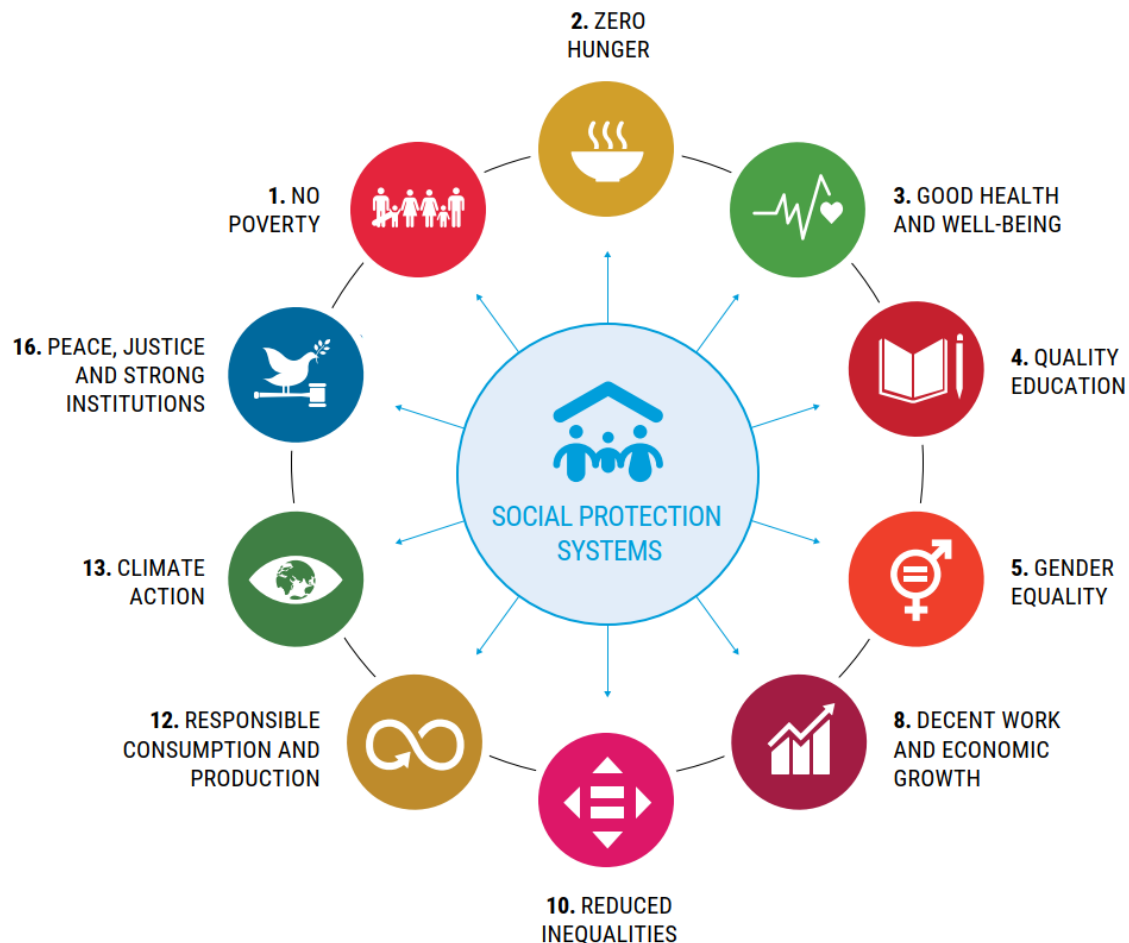 2. ZERO
HUNGER
1. NO
POVERTY
3. GOOD HEALTH
AND WELL-BEING
16. PEACE, JUSTICE
AND STRONG
INSTITUTIONS
4. QUALITY
EDUCATION
SOCIAL PROTECTION
SYSTEMS
13. CLIMATE
ACTION
5. GENDER
EQUALITY
12. RESPONSIBLE
CONSUMPTION AND
PRODUCTION
8. DECENT WORK
AND ECONOMIC
GROWTH
10. REDUCED
INEQUALITIES